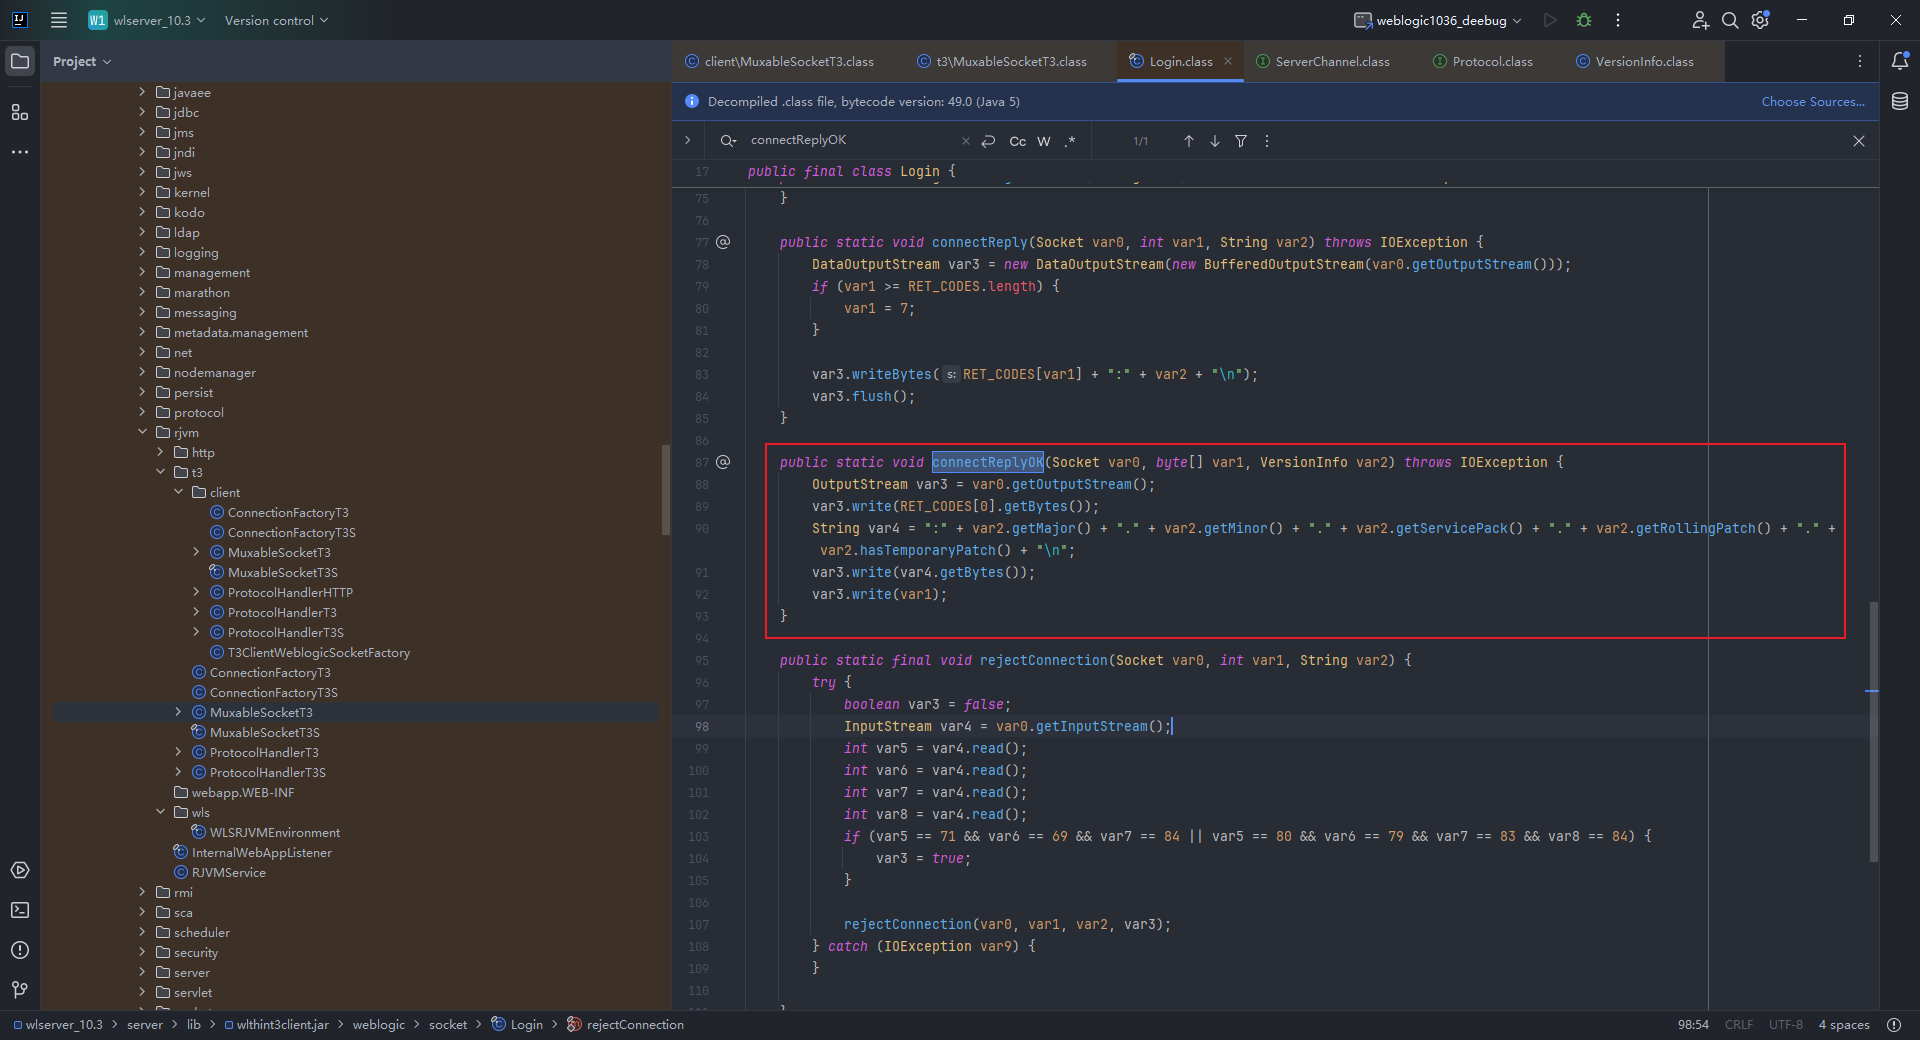 W1 wlserver_10.3 Version control weblogic1036_deebug
Project
client\MuxableSocketT3.class t3\MuxableSocketT3.class Login.class ServerChannel.class Protocol.class VersionInfo.class
Decompiled .class file, bytecode version: 49.0 (Java 5) Choose Sources...
connectReplyOK Cc W .* 1/1
javaee
jdbc
jms
jndi
jws
kernel
kodo
ldap
logging
management
marathon
messaging
metadata.management
net
nodemanager
persist
protocol
rjvm
http
t3
client
ConnectionFactoryT3
ConnectionFactoryT3S
MuxableSocketT3
MuxableSocketT3S
ProtocolHandlerHTTP
ProtocolHandlerT3
ProtocolHandlerT3S
T3ClientWeblogicSocketFactory
ConnectionFactoryT3
ConnectionFactoryT3S
MuxableSocketT3
MuxableSocketT3S
ProtocolHandlerT3
ProtocolHandlerT3S
webapp.WEB-INF
wls
WLSRJVMEnvironment
InternalWebAppListener
RJVMService
rmi
sca
scheduler
security
server
servlet
17 public final class Login {
75 }
76
77 public static void connectReply(Socket var0, int var1, String var2) throws IOException {
78 DataOutputStream var3 = new DataOutputStream(new BufferedOutputStream(var0.getOutputStream()));
79 if (var1 >= RET_CODES.length) {
80 var1 = 7;
81 }
82
83 var3.writeBytes( s: RET_CODES[var1] + ":" + var2 + "\n");
84 var3.flush();
85 }
86
87 public static void connectReplyOK(Socket var0, byte[] var1, VersionInfo var2) throws IOException {
88 OutputStream var3 = var0.getOutputStream();
89 var3.write(RET_CODES[0].getBytes());
90 String var4 = ":" + var2.getMajor() + "." + var2.getMinor() + "." + var2.getServicePack() + "." + var2.getRollingPatch() + "." +
var2.hasTemporaryPatch() + "\n";
91 var3.write(var4.getBytes());
92 var3.write(var1);
93 }
94
95 public static final void rejectConnection(Socket var0, int var1, String var2) {
96 try {
97 boolean var3 = false;
98 InputStream var4 = var0.getInputStream();
99 int var5 = var4.read();
100 int var6 = var4.read();
101 int var7 = var4.read();
102 int var8 = var4.read();
103 if (var5 == 71 && var6 == 69 && var7 == 84 || var5 == 80 && var6 == 79 && var7 == 83 && var8 == 84) {
104 var3 = true;
105 }
106
107 rejectConnection(var0, var1, var2, var3);
108 } catch (IOException var9) {
109 }
110
wlserver_10.3 > server > lib > wlthint3client.jar > weblogic > socket > Login > rejectConnection 98:54 CRLF UTF-8 4 spaces